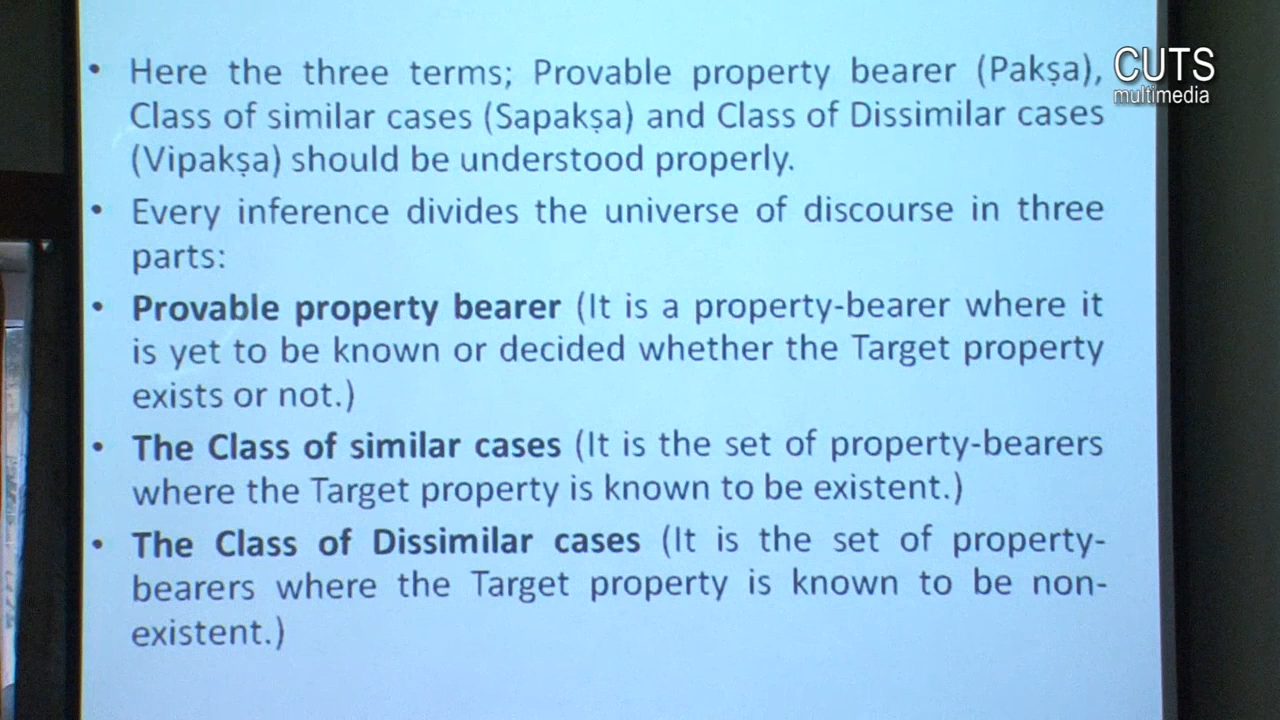 • Here the three terms; Provable property bearer (Pakṣa),
Class of similar cases (Sapakṣa) and Class of Dissimilar cases
(Vipakṣa) should be understood properly.
• Every inference divides the universe of discourse in three
parts:
• Provable property bearer (It is a property-bearer where it
is yet to be known or decided whether the Target property
exists or not.)
• The Class of similar cases (It is the set of property-bearers
where the Target property is known to be existent.)
• The Class of Dissimilar cases (It is the set of property-
bearers where the Target property is known to be non-
existent.)
CUTS
multimedia